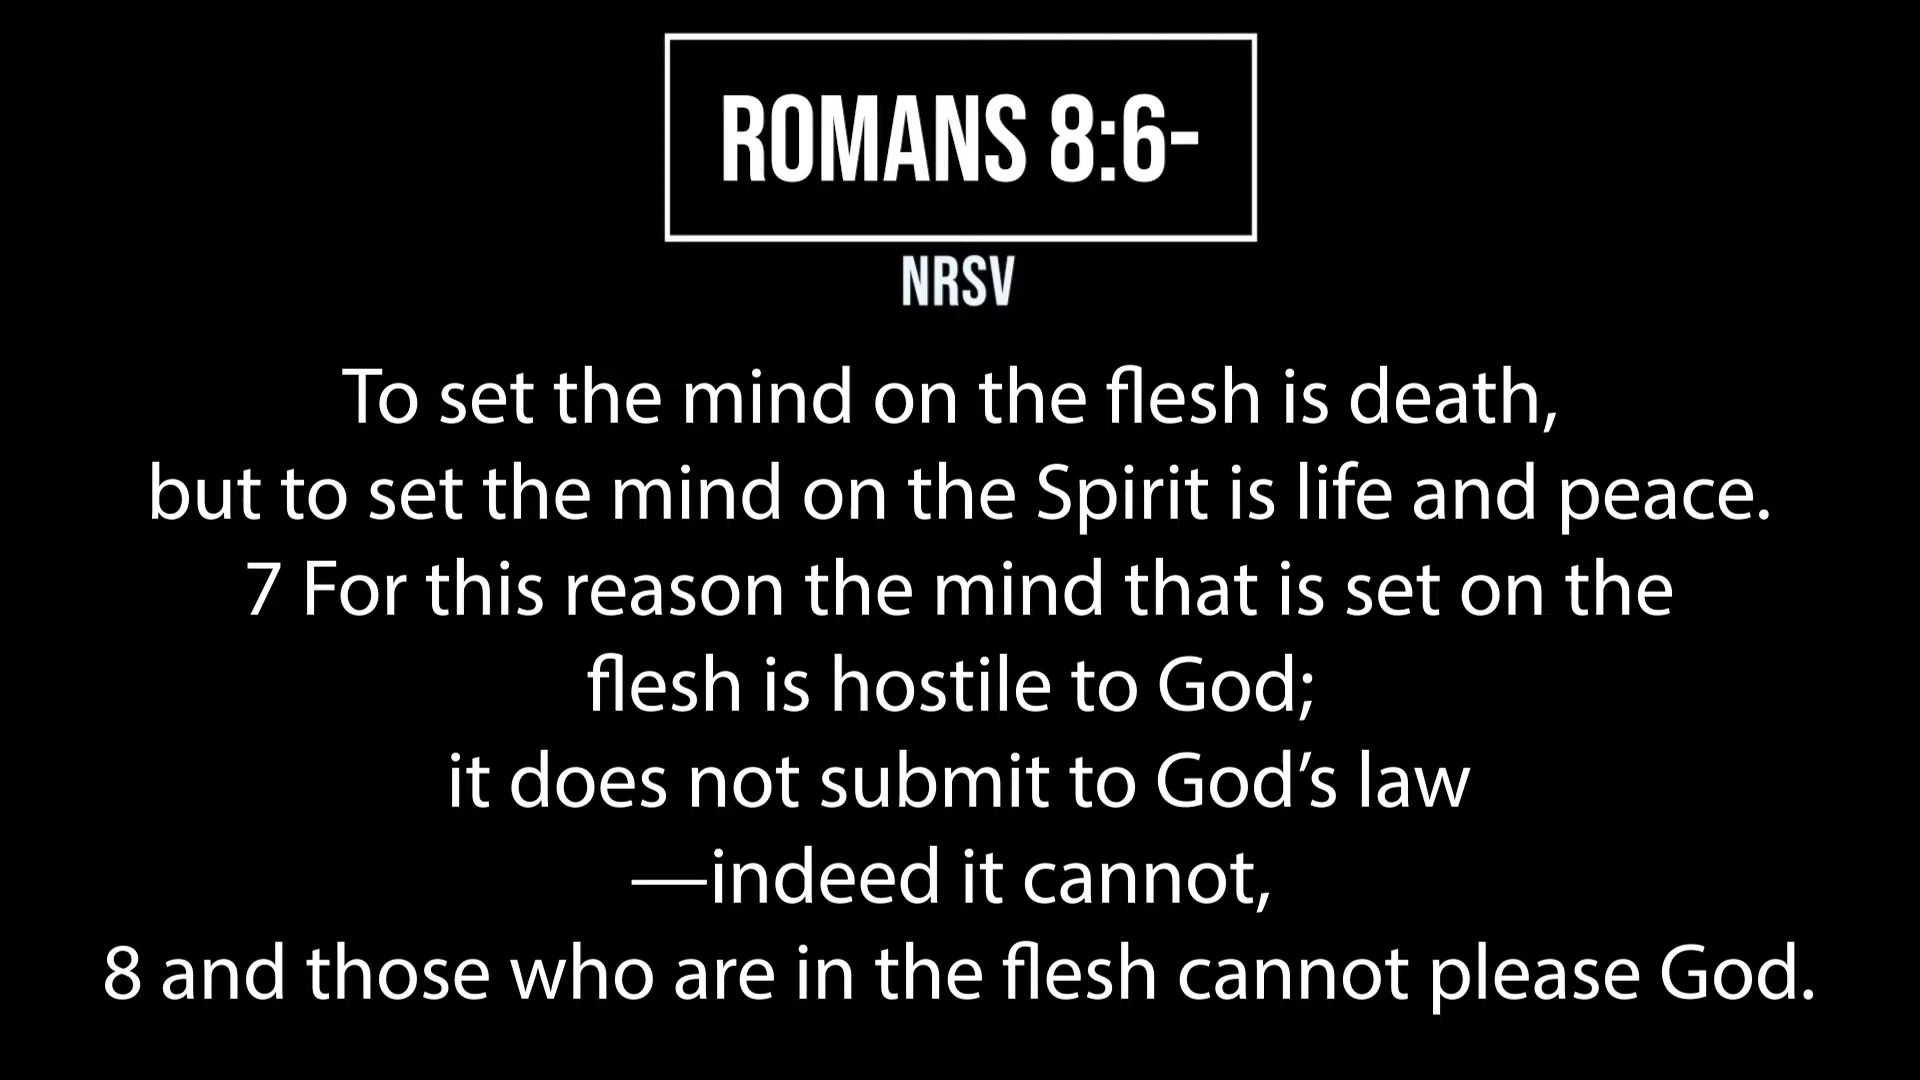 ROMANS 8:6-
NRSV
To set the mind on the flesh is death,
but to set the mind on the Spirit is life and peace.
7 For this reason the mind that is set on the
flesh is hostile to God;
it does not submit to God’s law
—indeed it cannot,
8 and those who are in the flesh cannot please God.